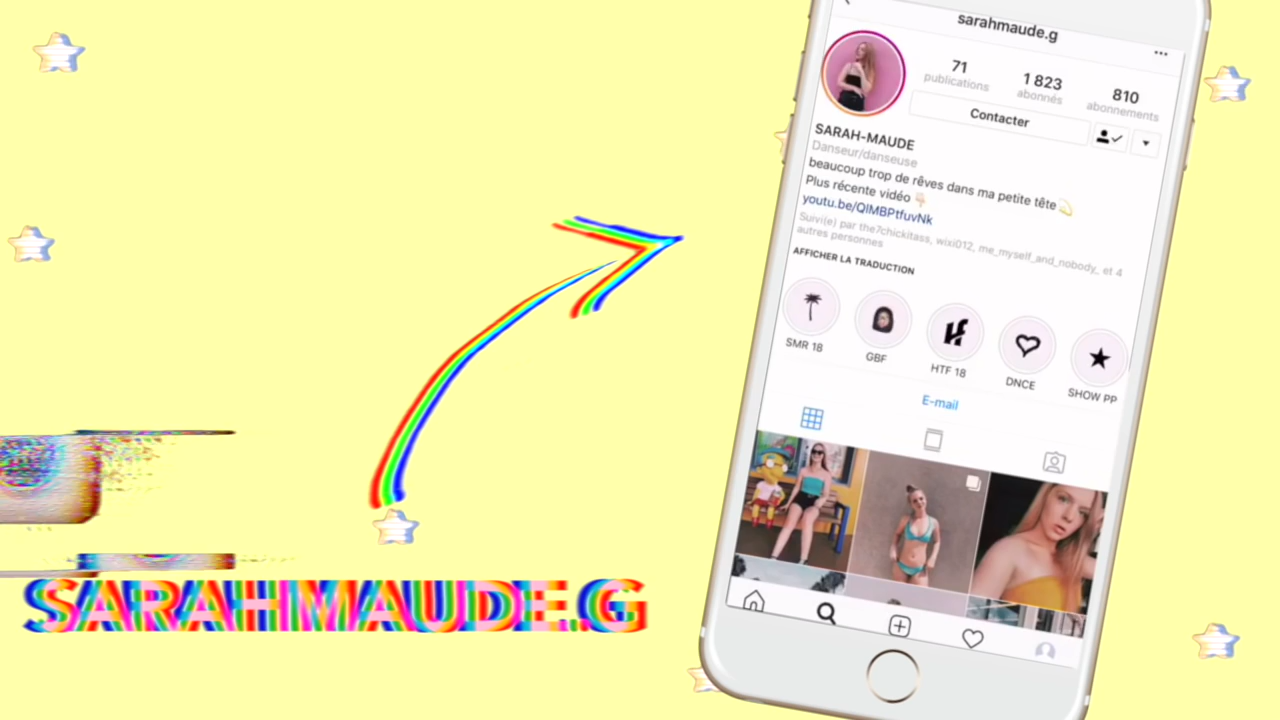 sarahmaude.g
71
publications
1 823
abonnés
810
abonnements
Contacter
SARAH-MAUDE
Danseur/danseuse
beaucoup trop de rêves dans ma petite tête
Plus récente vidéo
youtu.be/QIMBPtfuvNk
Suivi(e) par the7chickitass, wixi012, me_myself_and_nobody_ et 4
autres personnes
AFFICHER LA TRADUCTION
SMR 18
GBF
HTF 18
DNCE
SHOW PP
E-mail
SARAHMAUDE.G